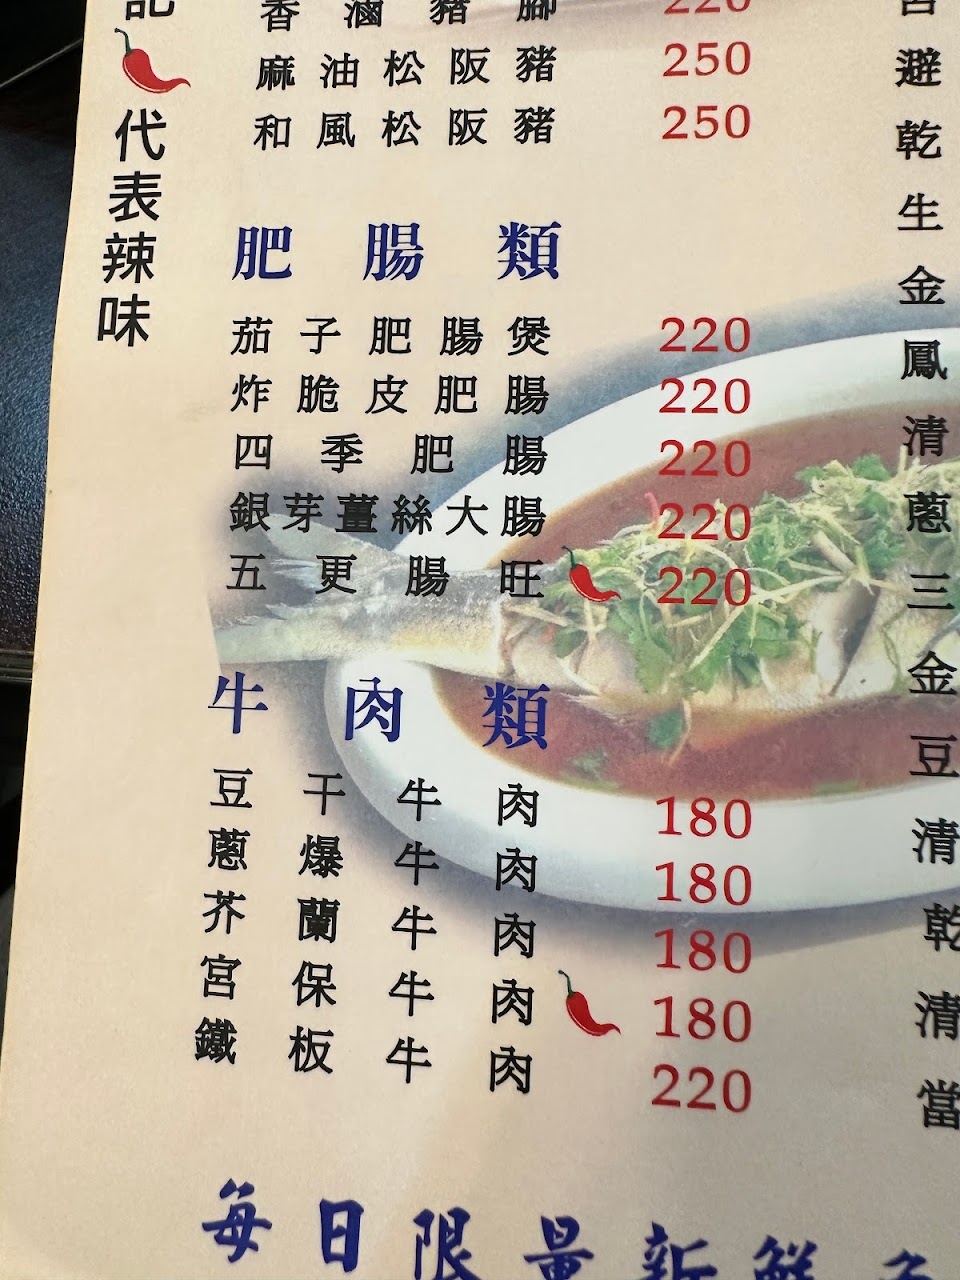 記
代表辣味
香滷豬腳 220
麻油松阪豬 250
和風松阪豬 250
肥腸類
茄子肥腸煲 220
炸脆皮肥腸 220
四季肥腸 220
銀芽薑絲大腸 220
五更腸旺 220
牛肉類
豆干牛肉 180
蔥爆牛肉 180
芥蘭牛肉 180
宮保牛肉 180
鐵板牛肉 220
避
乾
生
金
鳳
清
蔥
三
金
豆
清
乾
清
當
每日限量新鮮